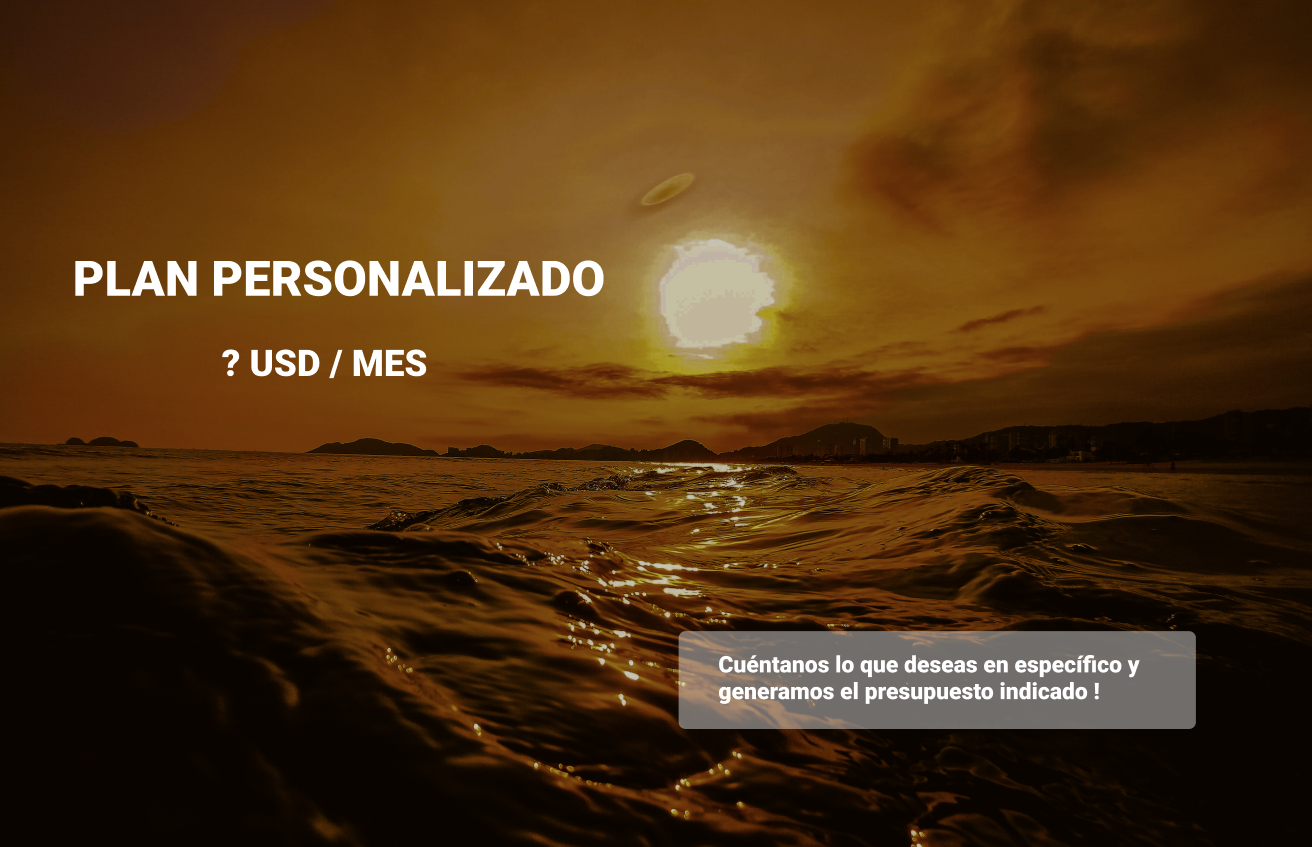 PLAN PERSONALIZADO
? USD / MES
Cuéntanos lo que deseas en específico y
generamos el presupuesto indicado !